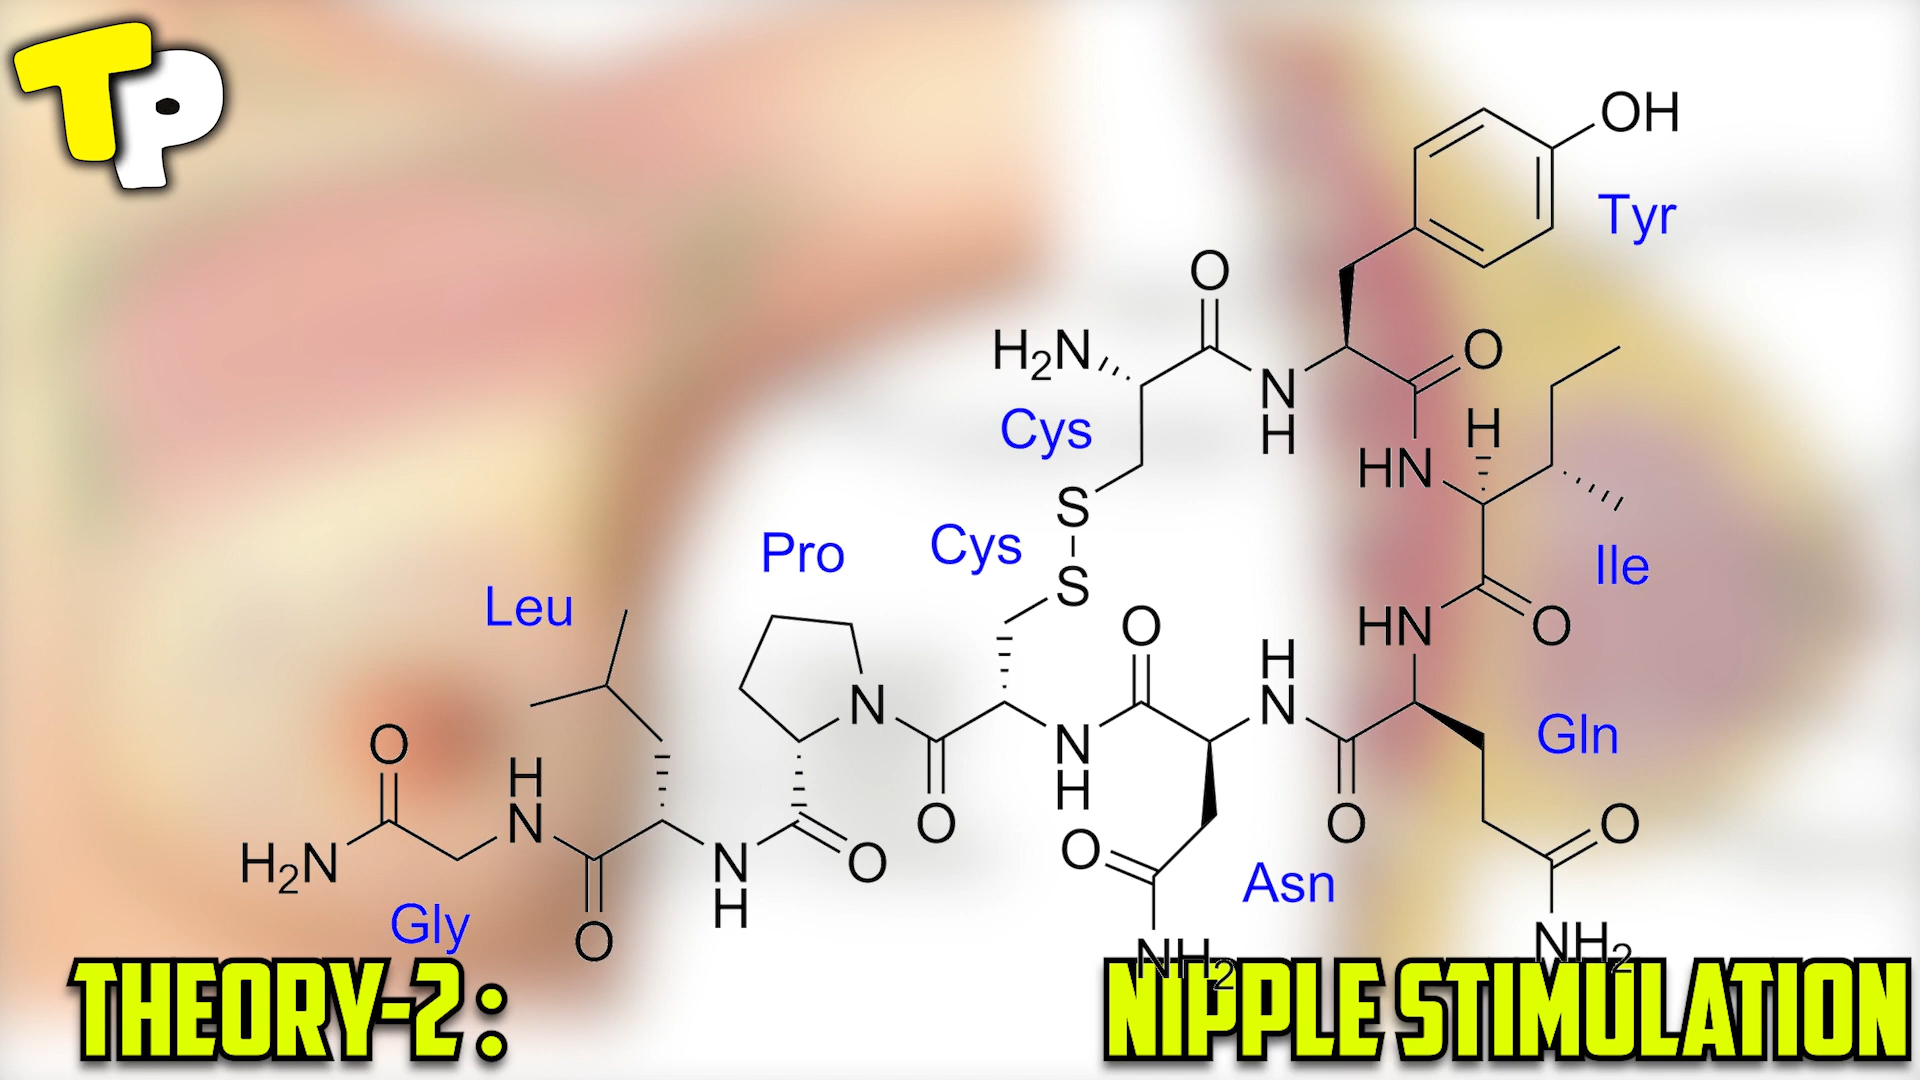 TP
OH
Tyr
O
H₂N
N
H
O
Cys
H
HN
S
Cys
Pro
S
Ile
Leu
O
HN
O
H
N
N
Gln
O
H
N
N
H
O
O
O
O
H₂N
N
H
O
Asn
Gly
O
NH₂
NH₂
THEORY-2:
NIPPLE STIMULATION